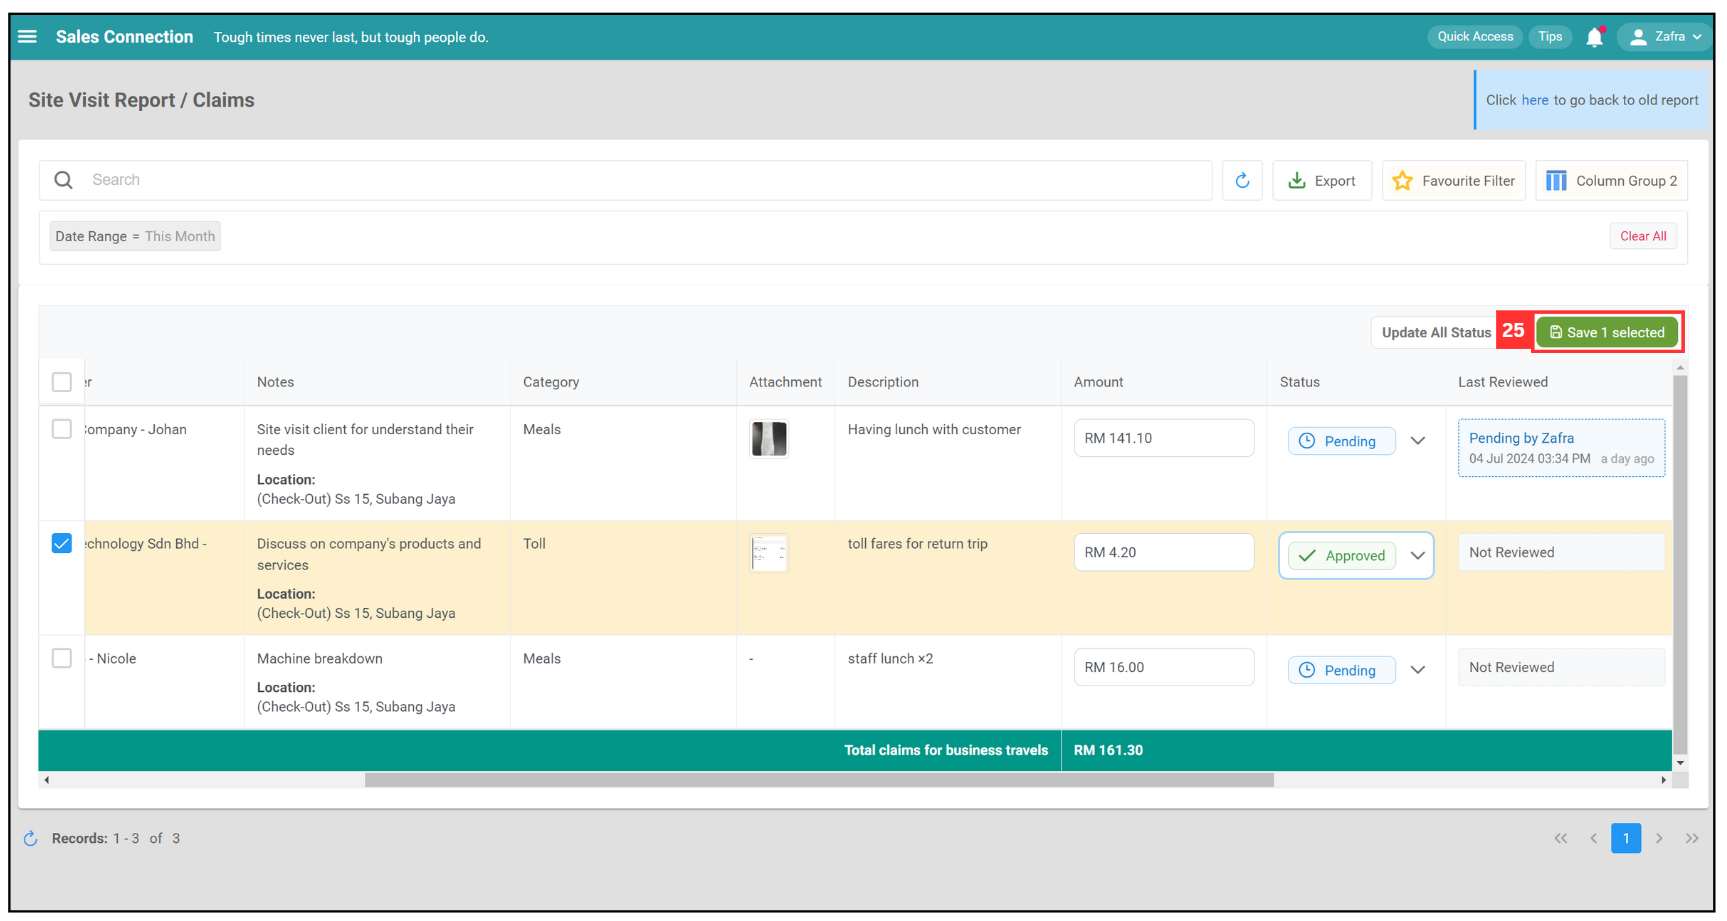 Sales Connection Tough times never last, but tough people do. Quick Access Tips Zafra
Site Visit Report / Claims
Click here to go back to old report
Search Export Favourite Filter Column Group 2
Date Range = This Month Clear All
Update All Status 25 Save 1 selected
er Notes Category Attachment Description Amount Status Last Reviewed
Company - Johan Site visit client for understand their Meals Having lunch with customer RM 141.10 Pending Pending by Zafra
needs 04 Jul 2024 03:34 PM a day ago
Location:
(Check-Out) Ss 15, Subang Jaya
echnology Sdn Bhd - Discuss on company's products and Toll toll fares for return trip RM 4.20 Approved Not Reviewed
services
Location:
(Check-Out) Ss 15, Subang Jaya
- Nicole Machine breakdown Meals - staff lunch ×2 RM 16.00 Pending Not Reviewed
Location:
(Check-Out) Ss 15, Subang Jaya
Total claims for business travels RM 161.30
Records: 1 - 3 of 3 1